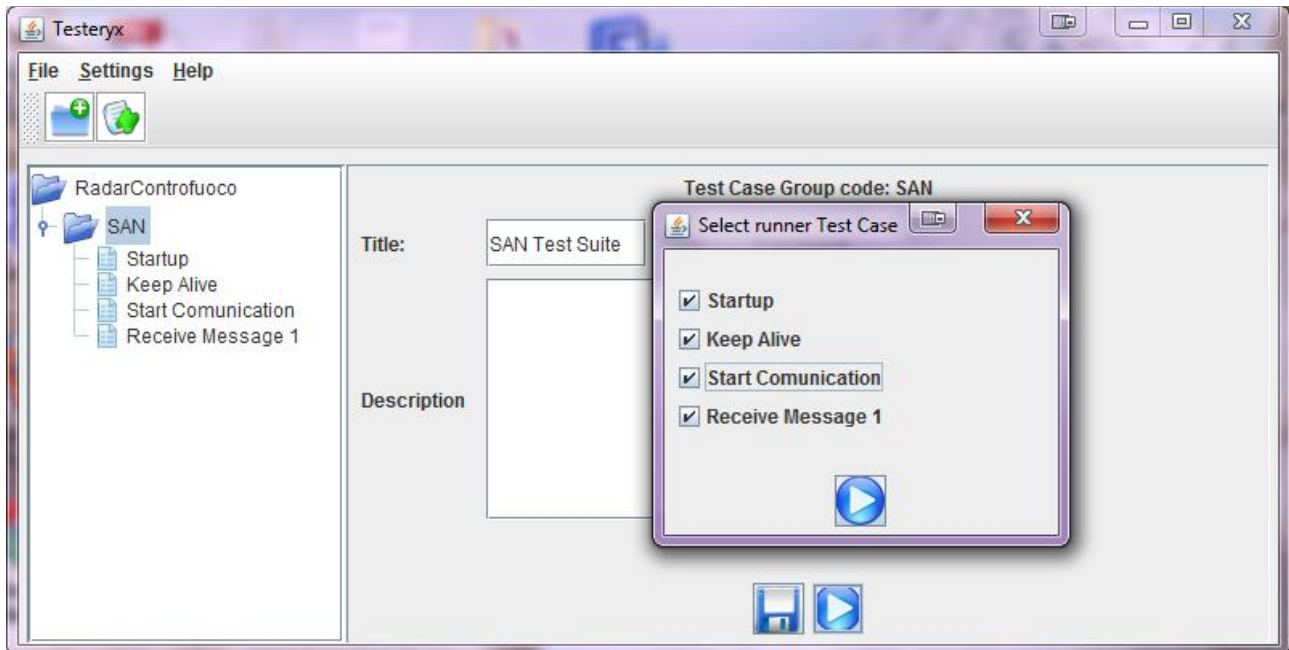 Testeryx
File Settings Help
RadarControfuoco
SAN
Startup
Keep Alive
Start Comunication
Receive Message 1
Test Case Group code: SAN
Title:
SAN Test Suite
Description
Select runner Test Case
Startup
Keep Alive
Start Comunication
Receive Message 1